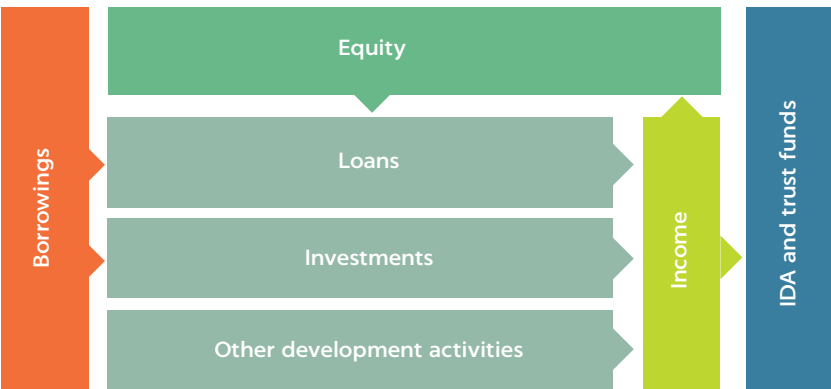 Borrowings
Equity
Loans
Investments
Other development activities
Income
IDA and trust funds